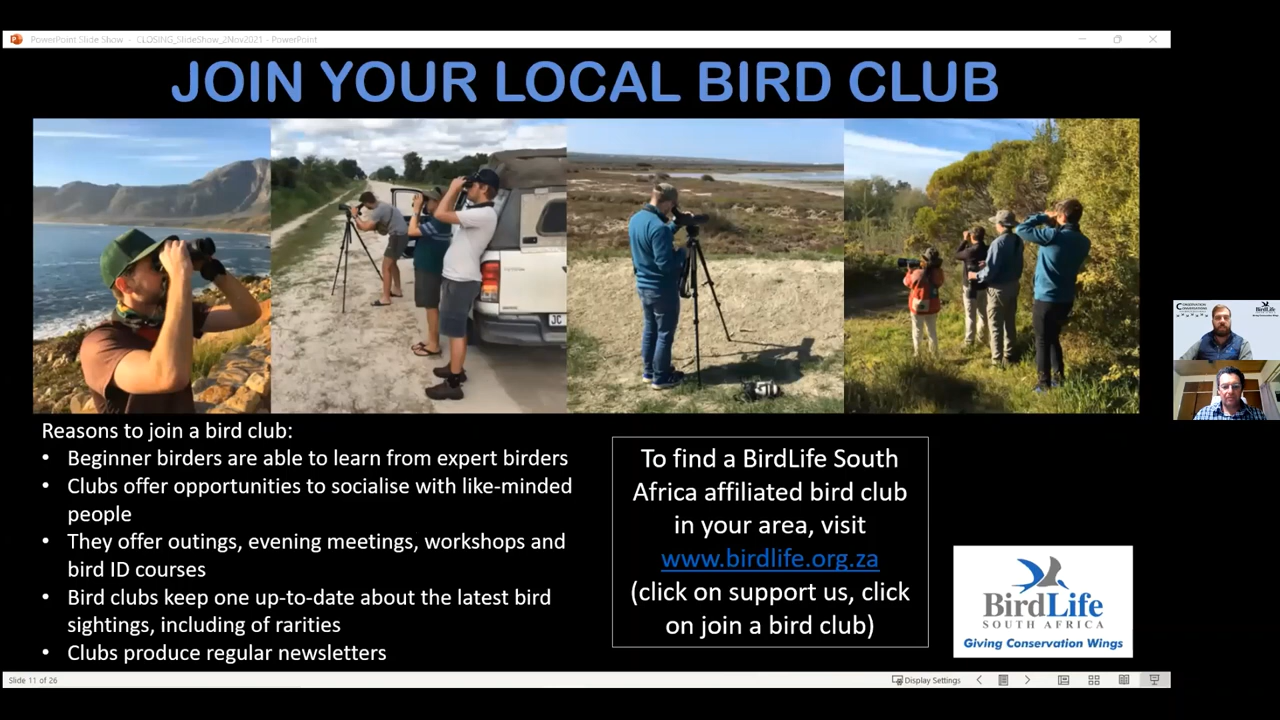 PowerPoint Slide Show - CLOSING_SlideShow_2Nov2021 - PowerPoint
JOIN YOUR LOCAL BIRD CLUB
JC
Reasons to join a bird club:
• Beginner birders are able to learn from expert birders
• Clubs offer opportunities to socialise with like-minded
people
• They offer outings, evening meetings, workshops and
bird ID courses
• Bird clubs keep one up-to-date about the latest bird
sightings, including of rarities
• Clubs produce regular newsletters
To find a BirdLife South
Africa affiliated bird club
in your area, visit
www.birdlife.org.za
(click on support us, click
on join a bird club)
BirdLife
SOUTH AFRICA
Giving Conservation Wings
Slide 11 of 26
Display Settings